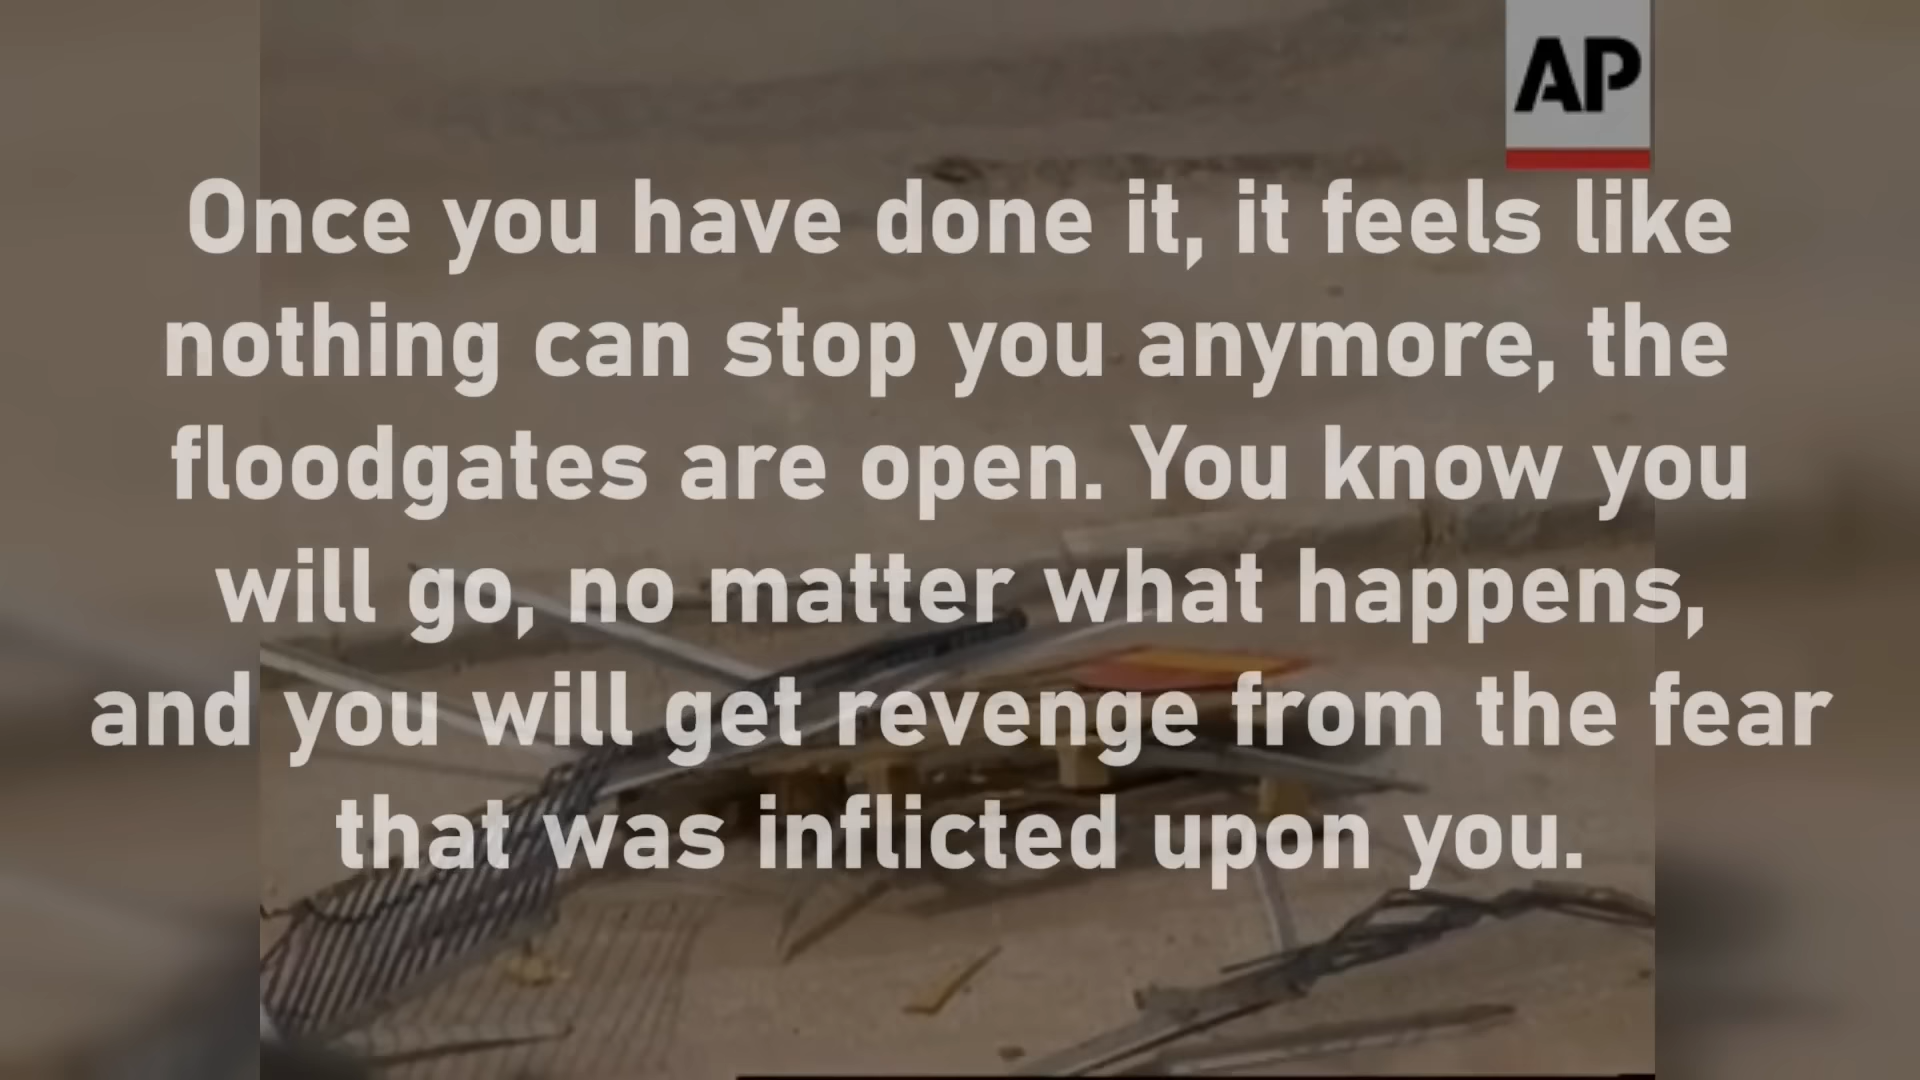 AP
Once you have done it, it feels like
nothing can stop you anymore, the
floodgates are open. You know you
will go, no matter what happens,
and you will get revenge from the fear
that was inflicted upon you.